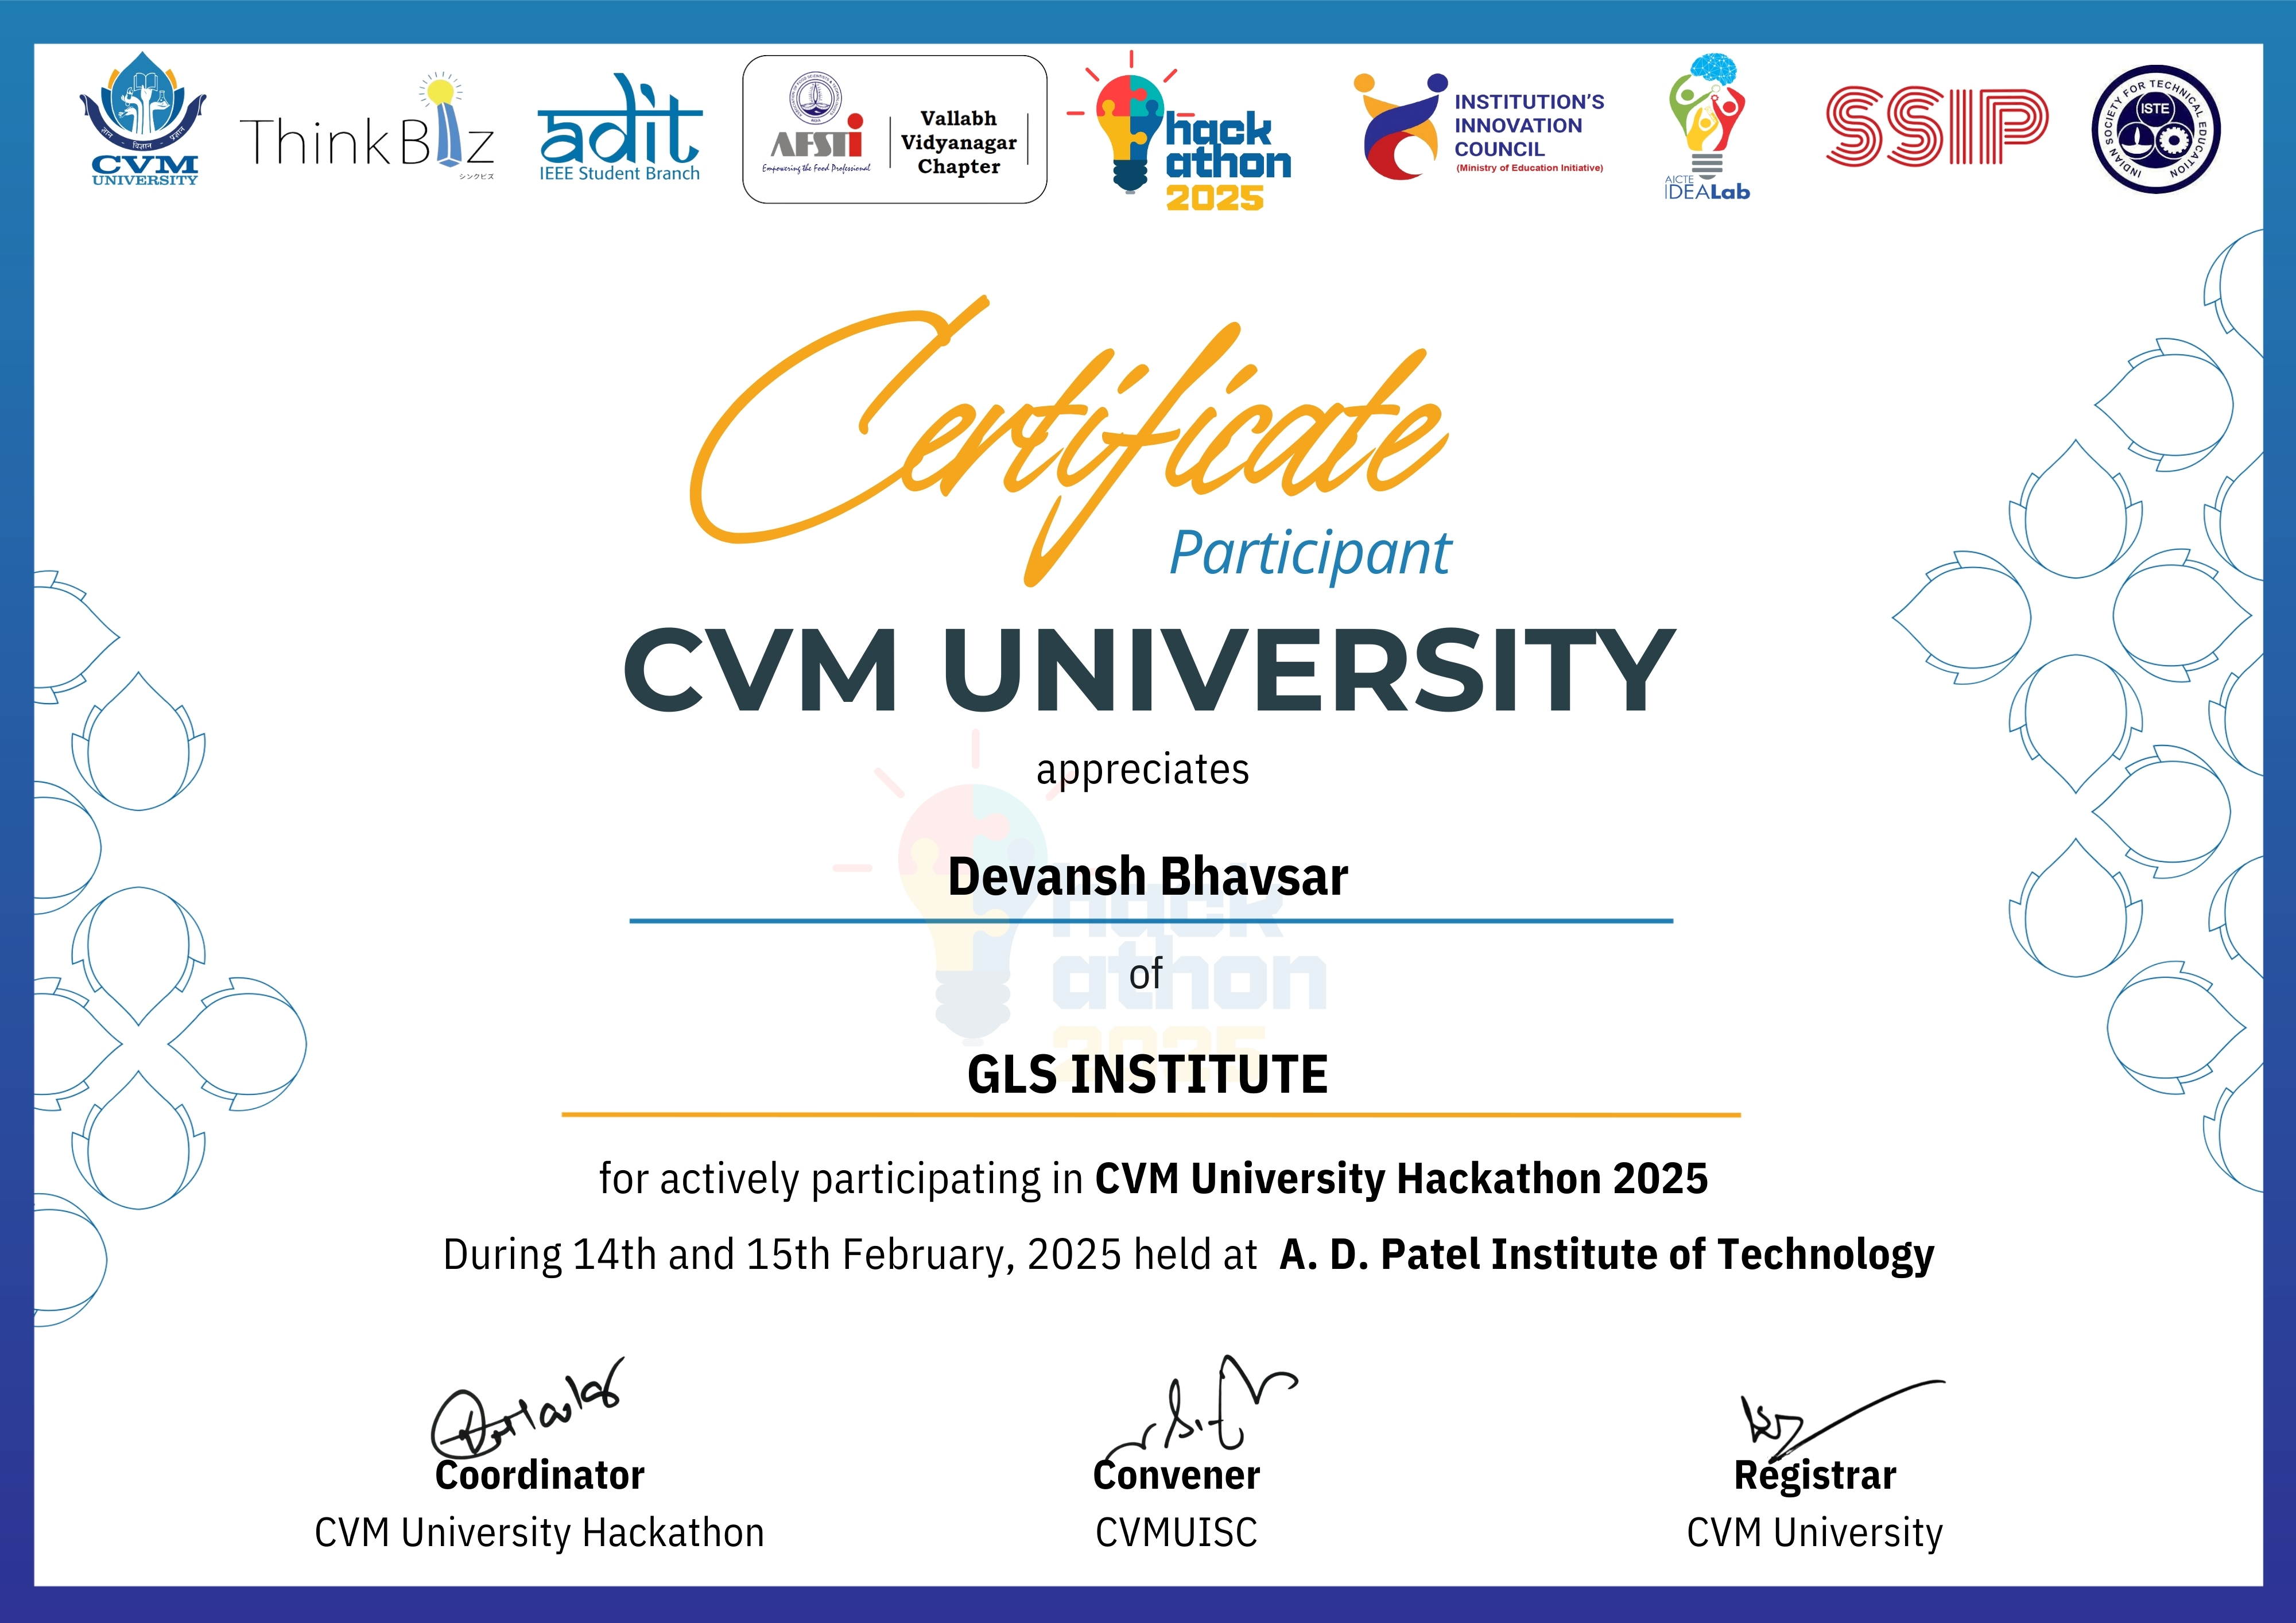 CVM
UNIVERSITY
ज्ञान - विज्ञान - प्रज्ञान
ThinkBiz
シンクビズ
adit
IEEE Student Branch
AFSTi
Empowering the Food Professional
Vallabh
Vidyanagar
Chapter
hack
athon
2025
INSTITUTION'S
INNOVATION
COUNCIL
(Ministry of Education Initiative)
AICTE
IDEALab
SSIP
INDIAN SOCIETY FOR TECHNICAL EDUCATION
ISTE
Certificate
Participant
CVM UNIVERSITY
appreciates
Devansh Bhavsar
hack
of
athon
2025
GLS INSTITUTE
for actively participating in CVM University Hackathon 2025
During 14th and 15th February, 2025 held at A. D. Patel Institute of Technology
Coordinator
Convener
Registrar
CVM University Hackathon
CVMUISC
CVM University